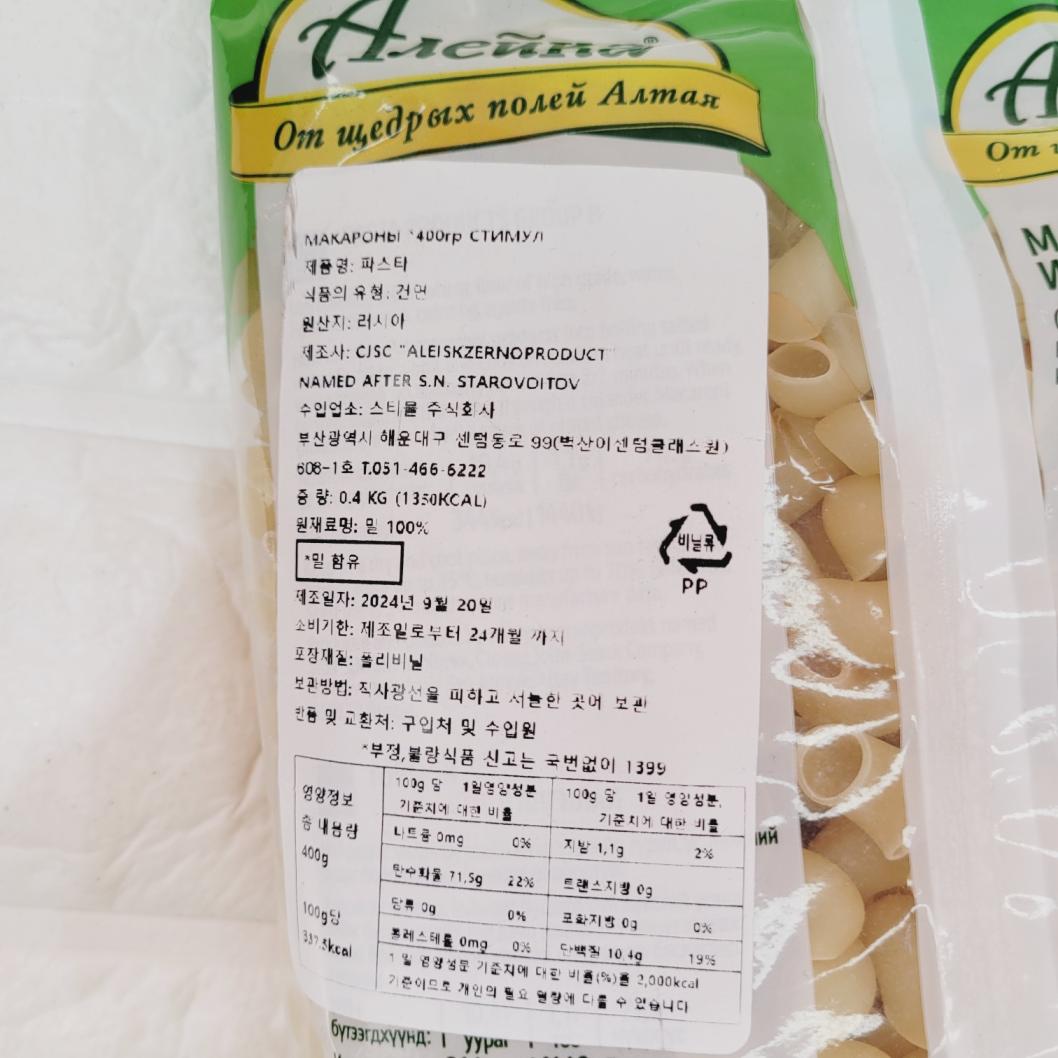 Алейка®
От щедрых полей Алтая
МАКАРОНЫ '400гр СТИМУЛ
제품명: 파스타
식품의 유형: 건면
원산지: 러시아
제조사: CJSC "ALEISKZERNOPRODUCT"
NAMED AFTER S.N. STAROVOITOV
수입업소: 스티물 주식회사
부산광역시 해운대구 센텀동로 99(벽산이센텀클래스원)
608-1호 T.051-466-6222
중량: 0.4 KG (1350KCAL)
원재료명: 밀 100%
*밀 함유
비닐류
PP
제조일자: 2024년 9월 20일
소비기한: 제조일로부터 24개월 까지
포장재질: 폴리비닐
보관방법: 직사광선을 피하고 서늘한 곳에 보관
반품 및 교환처: 구입처 및 수입원
*부정,불량식품 신고는 국번없이 1399
영양정보
총 내용량
400g
100g당
337.5kcal
100g 당 1일영양성분
기준치에 대한 비율
100g 당 1일 영양성분,
기준치에 대한 비율
나트륨 0mg 0%
지방 1,1g 2%
탄수화물 71,5g 22%
트랜스지방 0g
당류 0g 0%
포화지방 0g 0%
콜레스테롤 0mg 0%
단백질 10,4g 19%
1 일 영양성분 기준치에 대한 비율(%)를 2,000kcal
기준이므로 개인의 필요 열량에 다를 수 있습니다
бүтээгдхүүнд:
От